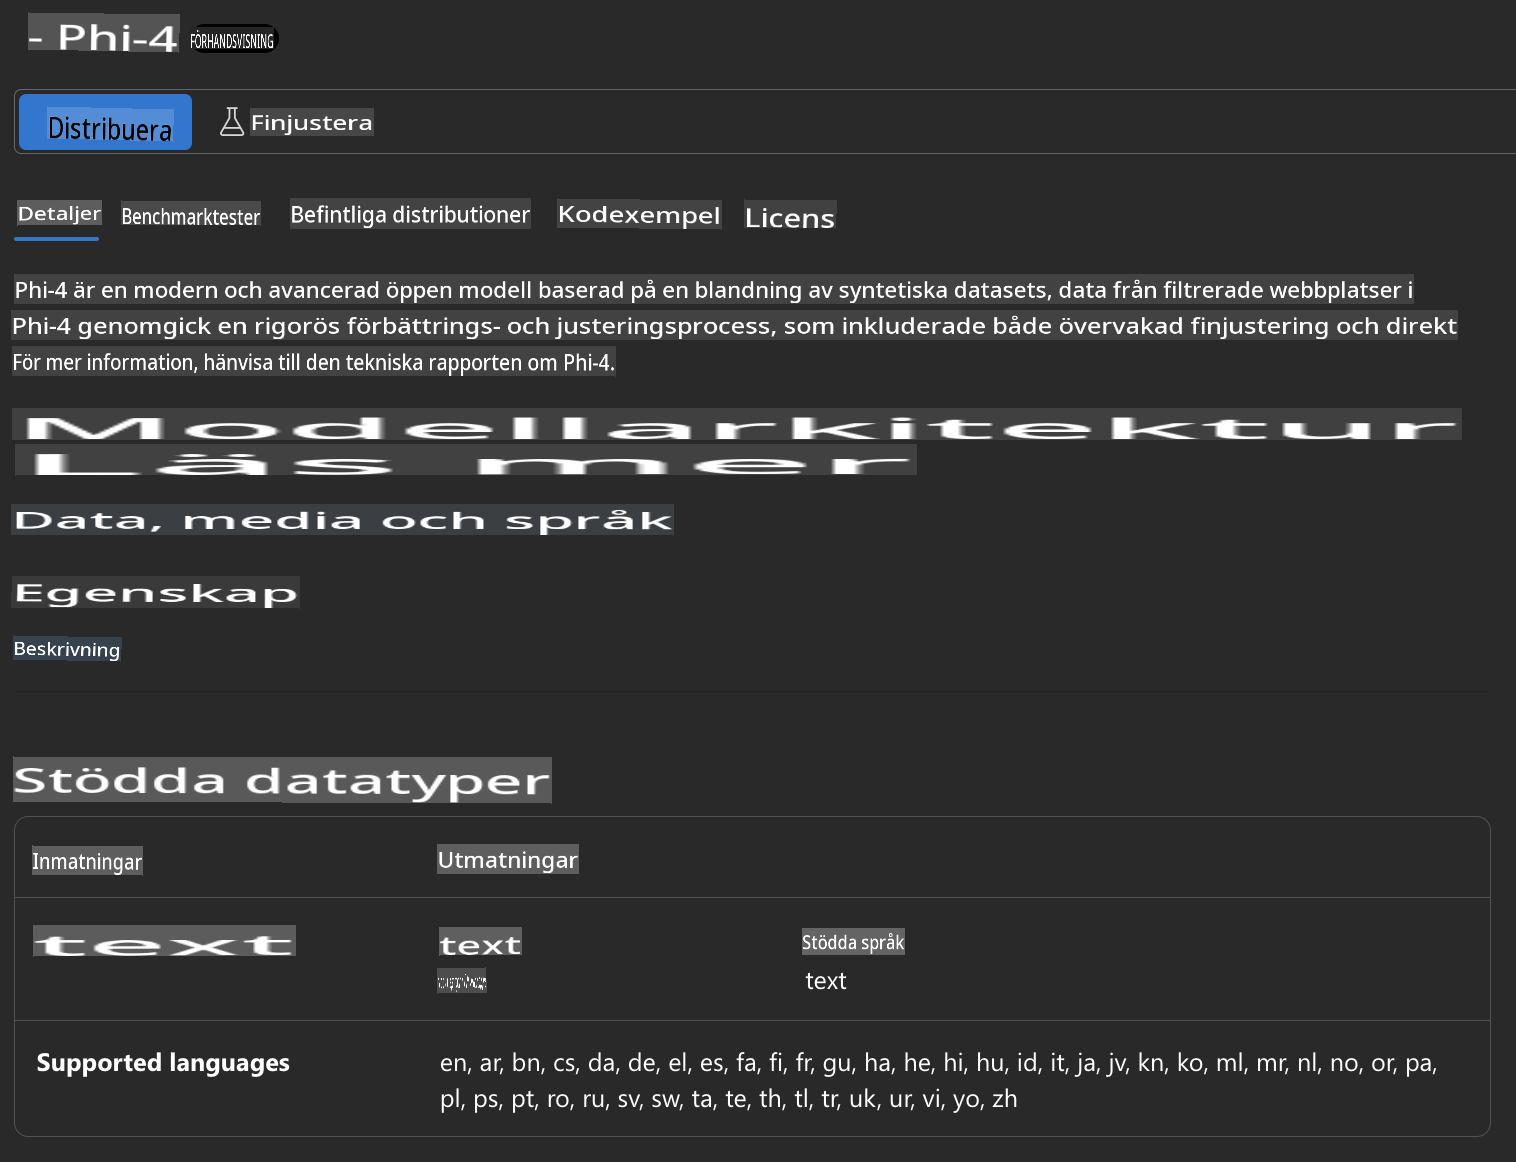 - Phi-4 FÖRHANDSVISNING
Distribuera Finjustera
Detaljer Benchmarktester Befintliga distributioner Kodexempel Licens
Phi-4 är en modern och avancerad öppen modell baserad på en blandning av syntetiska datasets, data från filtrerade webbplatser i
Phi-4 genomgick en rigorös förbättrings- och justeringsprocess, som inkluderade både övervakad finjustering och direkt
För mer information, hänvisa till den tekniska rapporten om Phi-4.
Modellarkitektur
Läs mer
Data, media och språk
Egenskap
Beskrivning
Stödda datatyper
Inmatningar Utmatningar
text text Stödda språk
text
Supported languages en, ar, bn, cs, da, de, el, es, fa, fi, fr, gu, ha, he, hi, hu, id, it, ja, jv, kn, ko, ml, mr, nl, no, or, pa,
pl, ps, pt, ro, ru, sv, sw, ta, te, th, tl, tr, uk, ur, vi, yo, zh